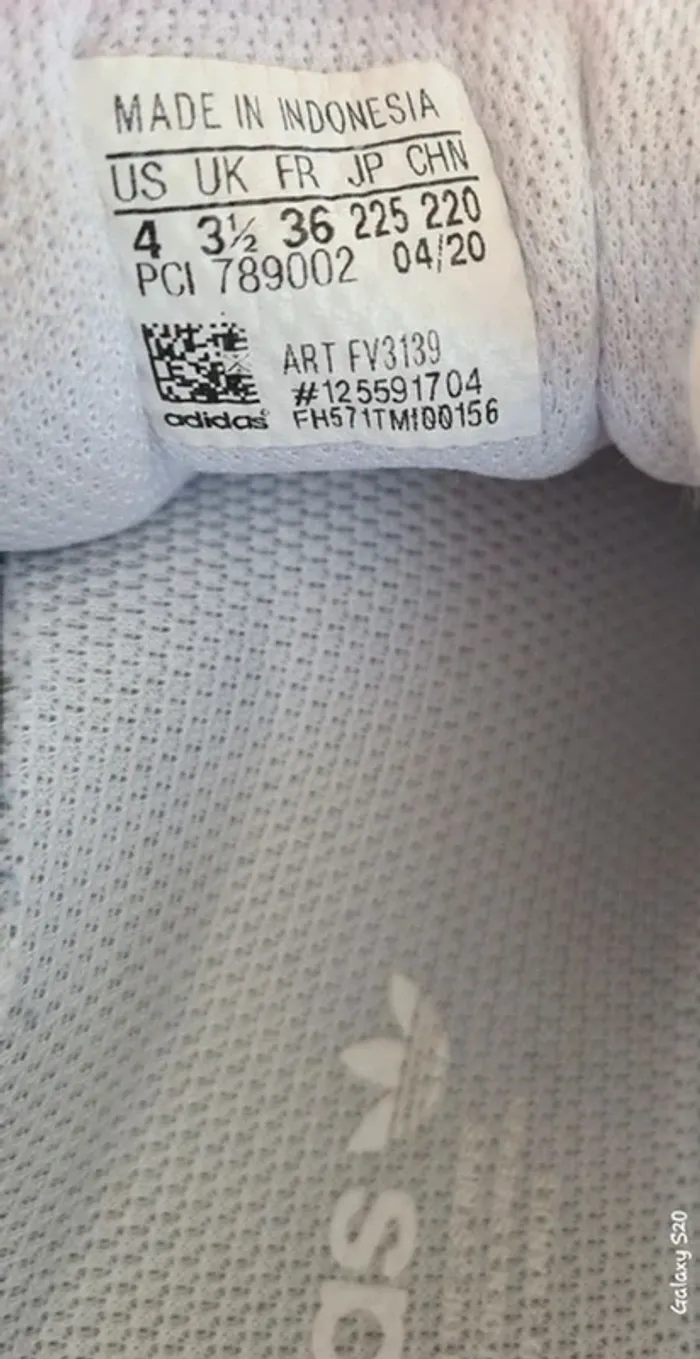 MADE IN INDONESIA
US UK FR JP CHN
4 3½ 36 225 220
PCI 789002 04/20
ART FV3139
#125591704
adidas FH571TM100156
Galaxy S20